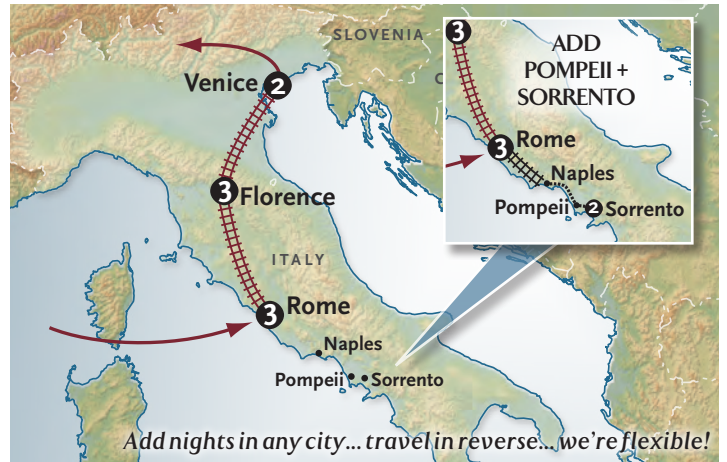 SLOVENIA
Venice 2
3 Florence
ITALY
3 Rome
Naples
Pompeii Sorrento
3
ADD
POMPEII +
SORRENTO
3 Rome
Naples
Pompeii 2 Sorrento
C
Add nights in any city... travel in reverse... we're flexible!